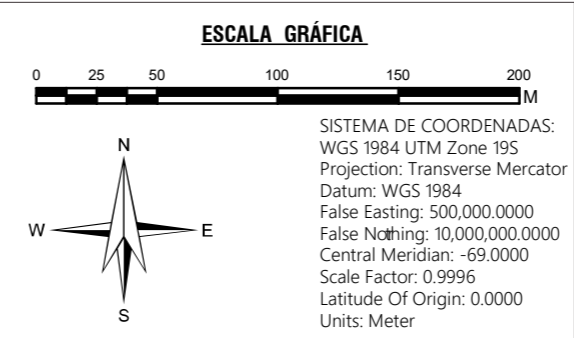 ESCALA GRÁFICA
0 25 50 100 150 200
M
SISTEMA DE COORDENADAS:
WGS 1984 UTM Zone 19S
Projection: Transverse Mercator
Datum: WGS 1984
False Easting: 500,000.0000
False Nothing: 10,000,000.0000
Central Meridian: -69.0000
Scale Factor: 0.9996
Latitude Of Origin: 0.0000
Units: Meter
N
W E
S